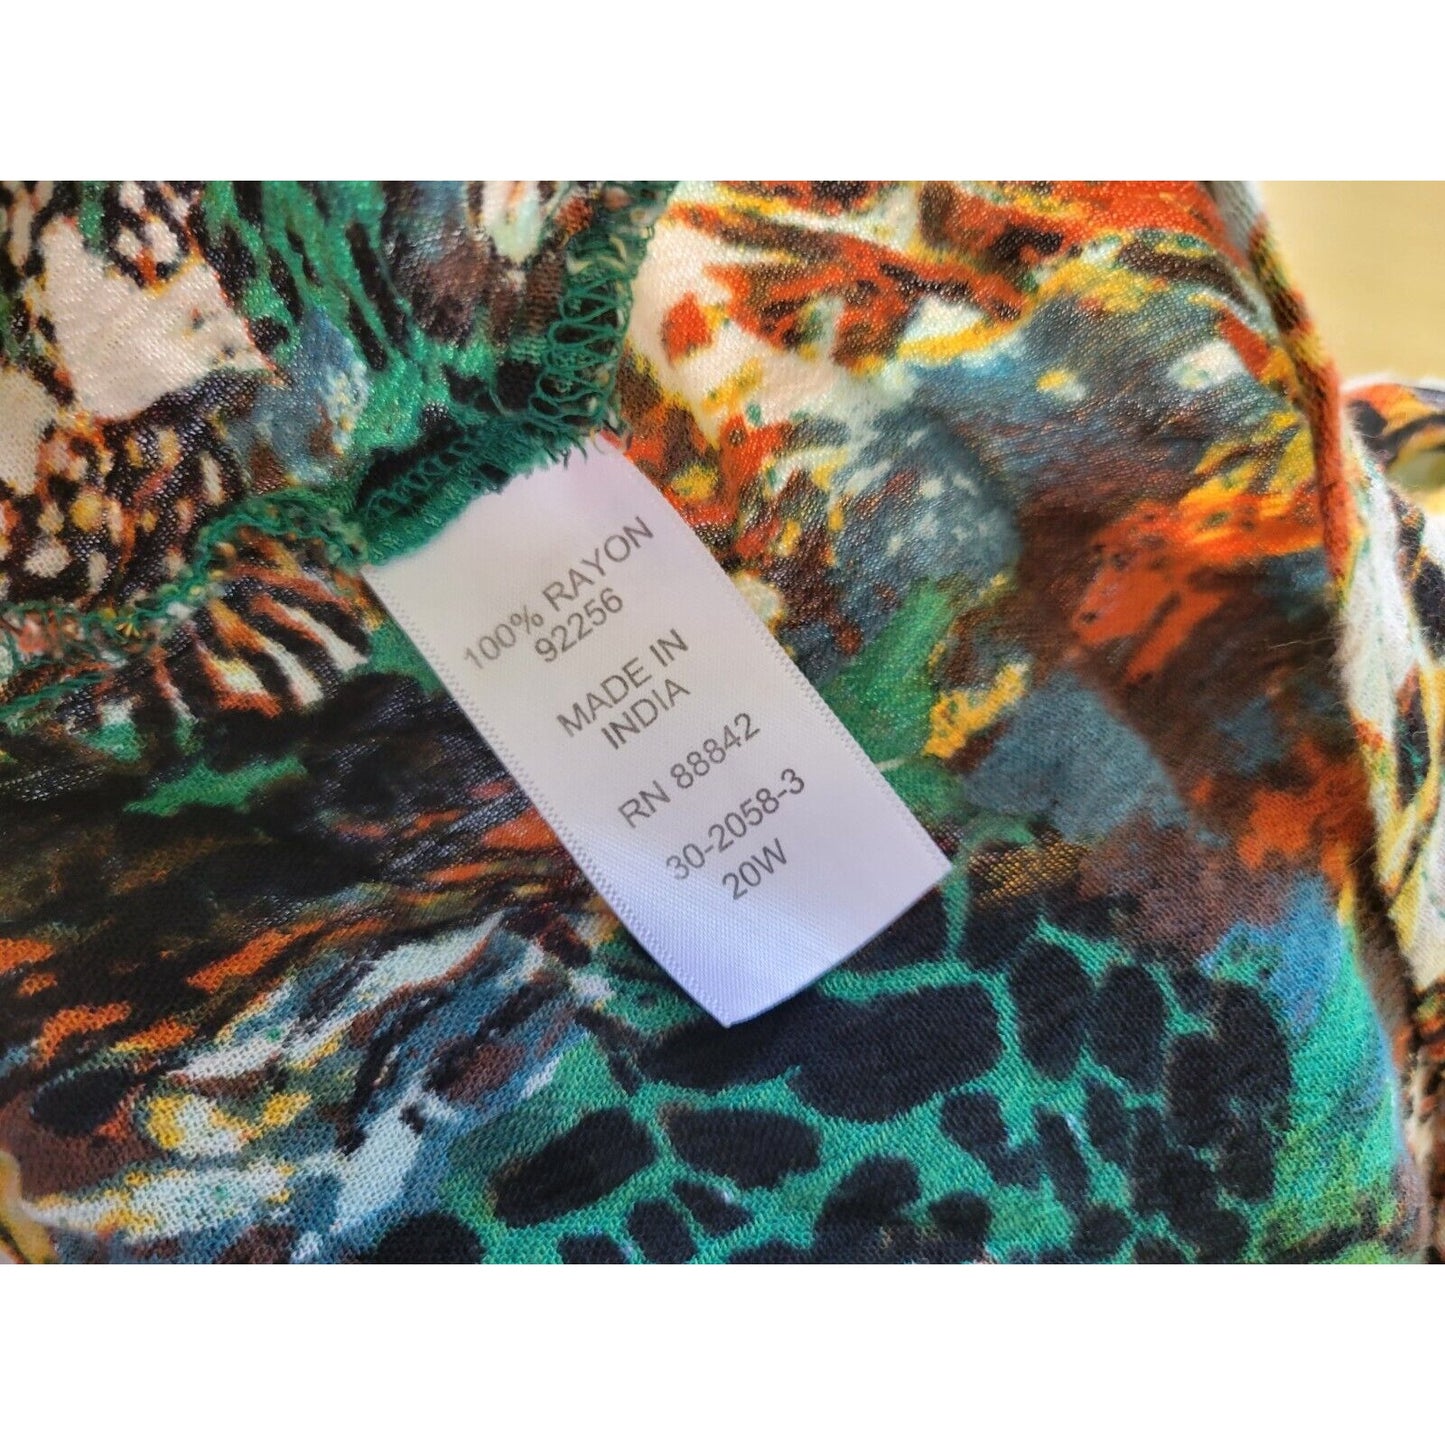 100% RAYON
92256
MADE IN
INDIA
RN 88842
30-2058-3
20W